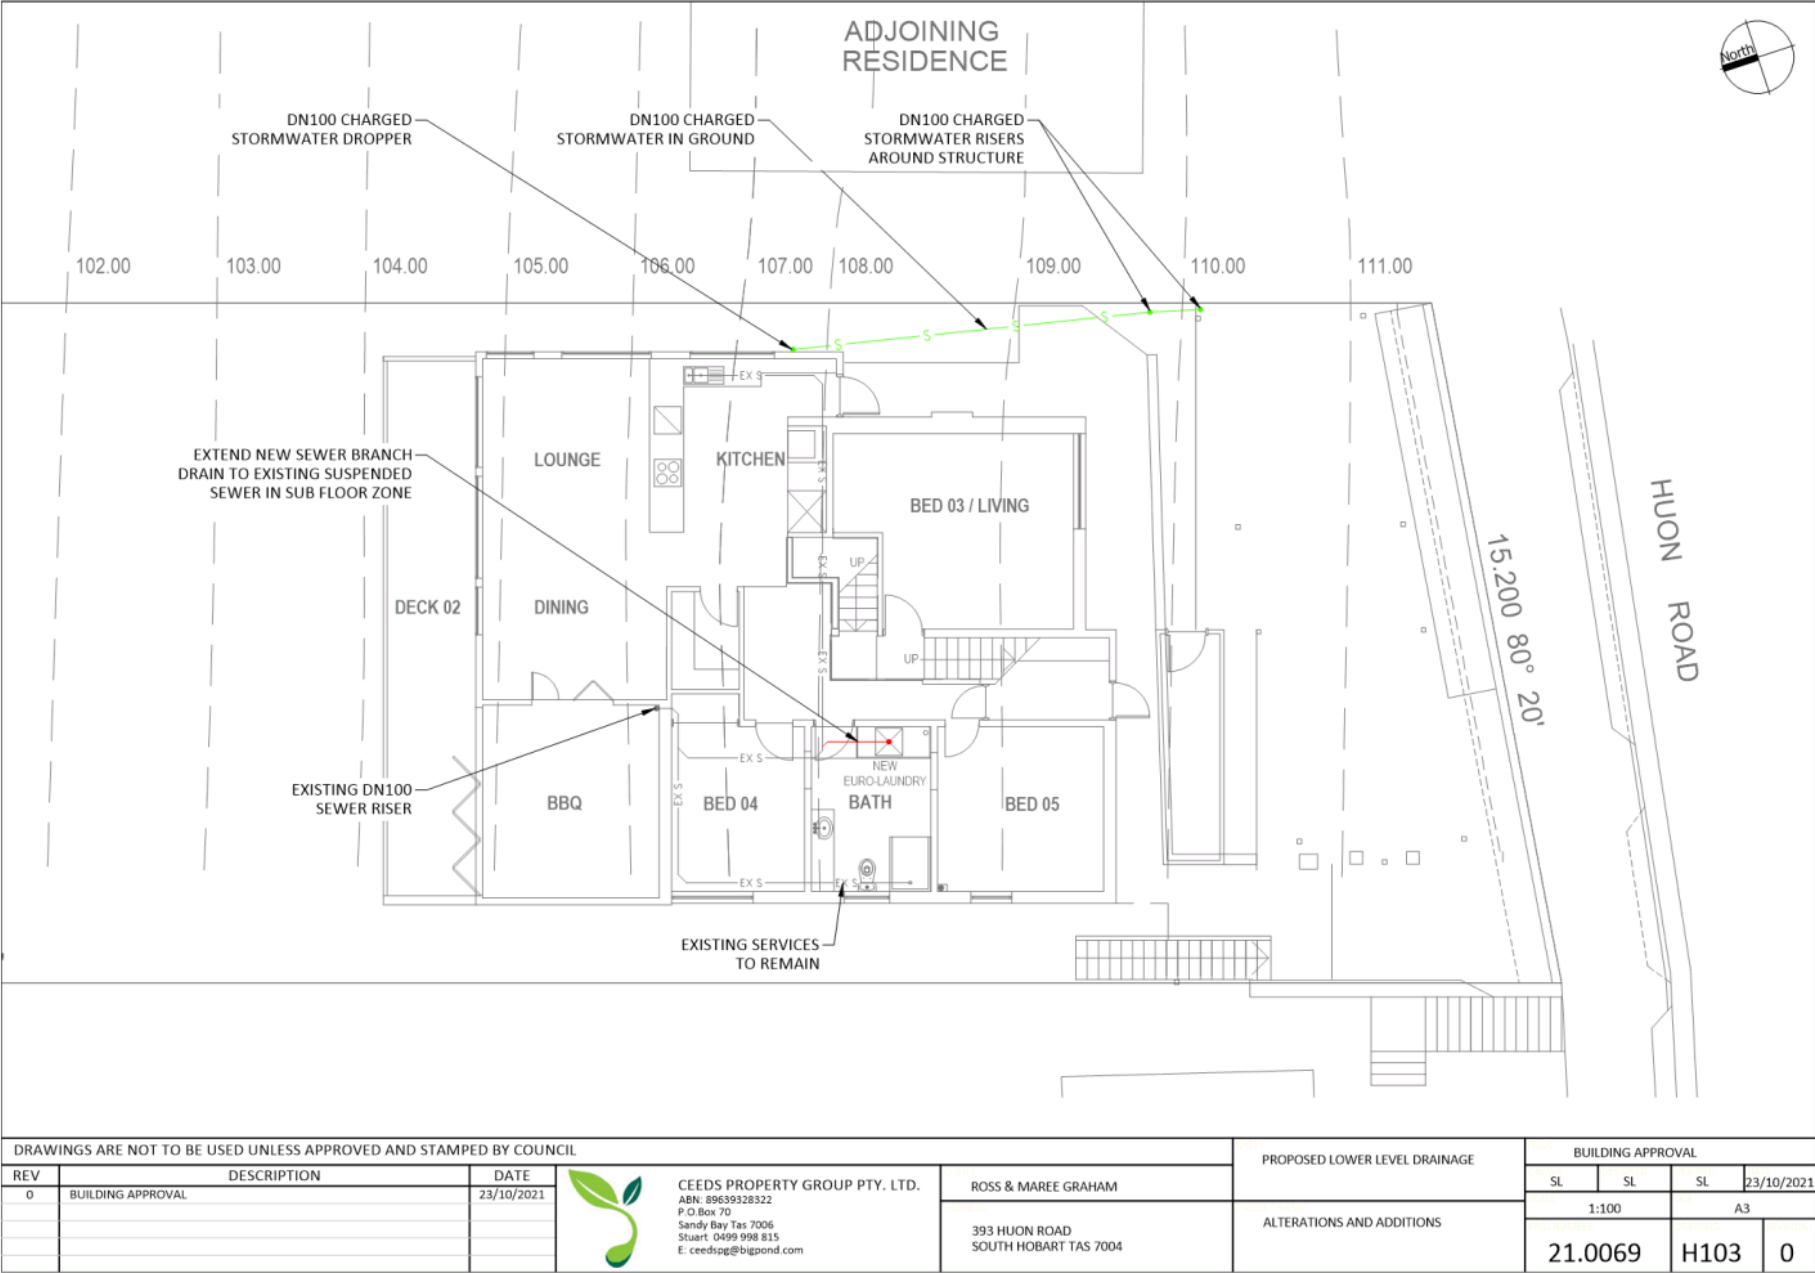 ADJOINING
RESIDENCE
North
DN100 CHARGED
STORMWATER DROPPER
DN100 CHARGED
STORMWATER IN GROUND
DN100 CHARGED
STORMWATER RISERS
AROUND STRUCTURE
102.00
103.00
104.00
105.00
106.00
107.00
108.00
109.00
110.00
111.00
S
S
S
S
EX S
EXTEND NEW SEWER BRANCH
DRAIN TO EXISTING SUSPENDED
SEWER IN SUB FLOOR ZONE
LOUNGE
KITCHEN
EX S
BED 03 / LIVING
HUON ROAD
15.200 80° 20'
UP
EX S
DECK 02
DINING
UP
EX S
EX S
NEW
EURO-LAUNDRY
EXISTING DN100
SEWER RISER
EX S
BBQ
BED 04
BATH
BED 05
EX S
EX S
EXISTING SERVICES
TO REMAIN
DRAWINGS ARE NOT TO BE USED UNLESS APPROVED AND STAMPED BY COUNCIL
REV DESCRIPTION DATE
0 BUILDING APPROVAL 23/10/2021
CEEDS PROPERTY GROUP PTY. LTD.
ABN: 89639328322
P.O.Box 70
Sandy Bay Tas 7006
Stuart 0499 998 815
E: ceedspg@bigpond.com
ROSS & MAREE GRAHAM
393 HUON ROAD
SOUTH HOBART TAS 7004
PROPOSED LOWER LEVEL DRAINAGE
ALTERATIONS AND ADDITIONS
BUILDING APPROVAL
SL SL SL 23/10/2021
1:100 A3
21.0069 H103 0